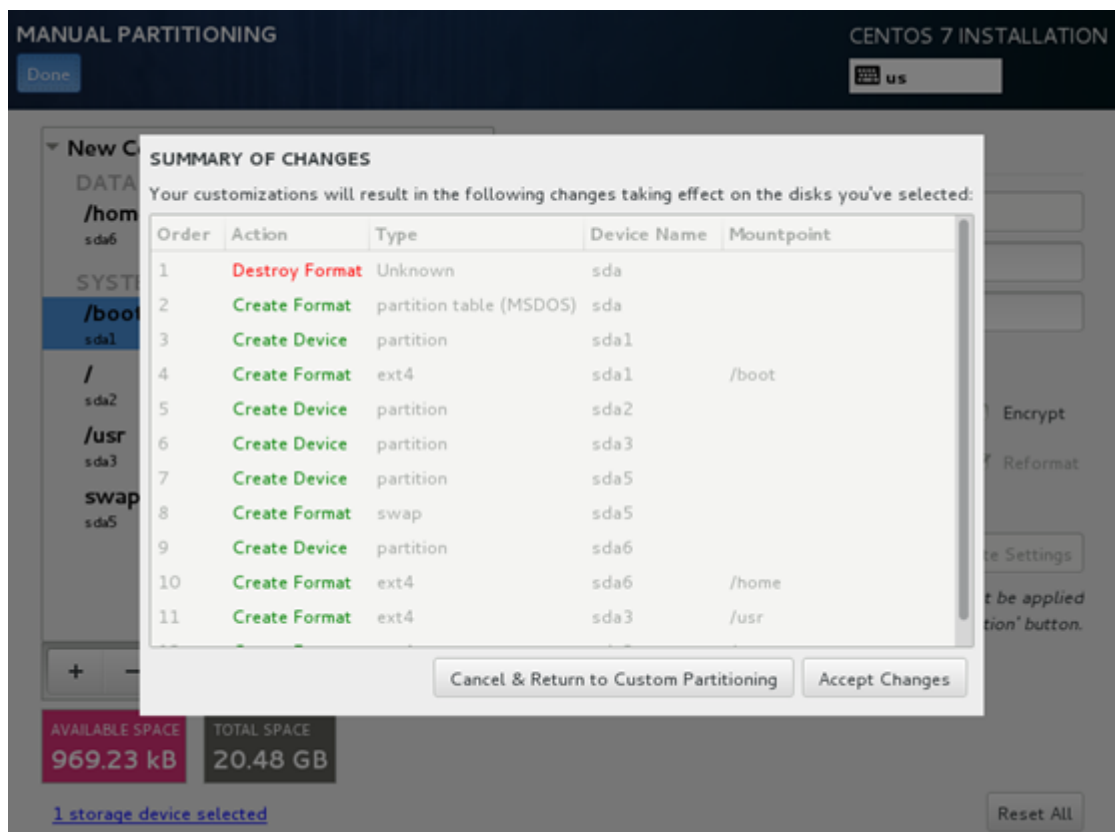 MANUAL PARTITIONING
CENTOS 7 INSTALLATION
Done
us
New C
DATA
/hom
sda6
SYSTE
/boot
sda1
/
sda2
/usr
sda3
swap
sda5
SUMMARY OF CHANGES
Your customizations will result in the following changes taking effect on the disks you've selected:
Order Action Type Device Name Mountpoint
1 Destroy Format Unknown sda
2 Create Format partition table (MSDOS) sda
3 Create Device partition sda1
4 Create Format ext4 sda1 /boot
5 Create Device partition sda2
6 Create Device partition sda3
7 Create Device partition sda5
8 Create Format swap sda5
9 Create Device partition sda6
10 Create Format ext4 sda6 /home
11 Create Format ext4 sda3 /usr
Cancel & Return to Custom Partitioning Accept Changes
Encrypt
Reformat
te Settings
t be applied
tion' button.
+ −
AVAILABLE SPACE
969.23 kB
TOTAL SPACE
20.48 GB
1 storage device selected
Reset All